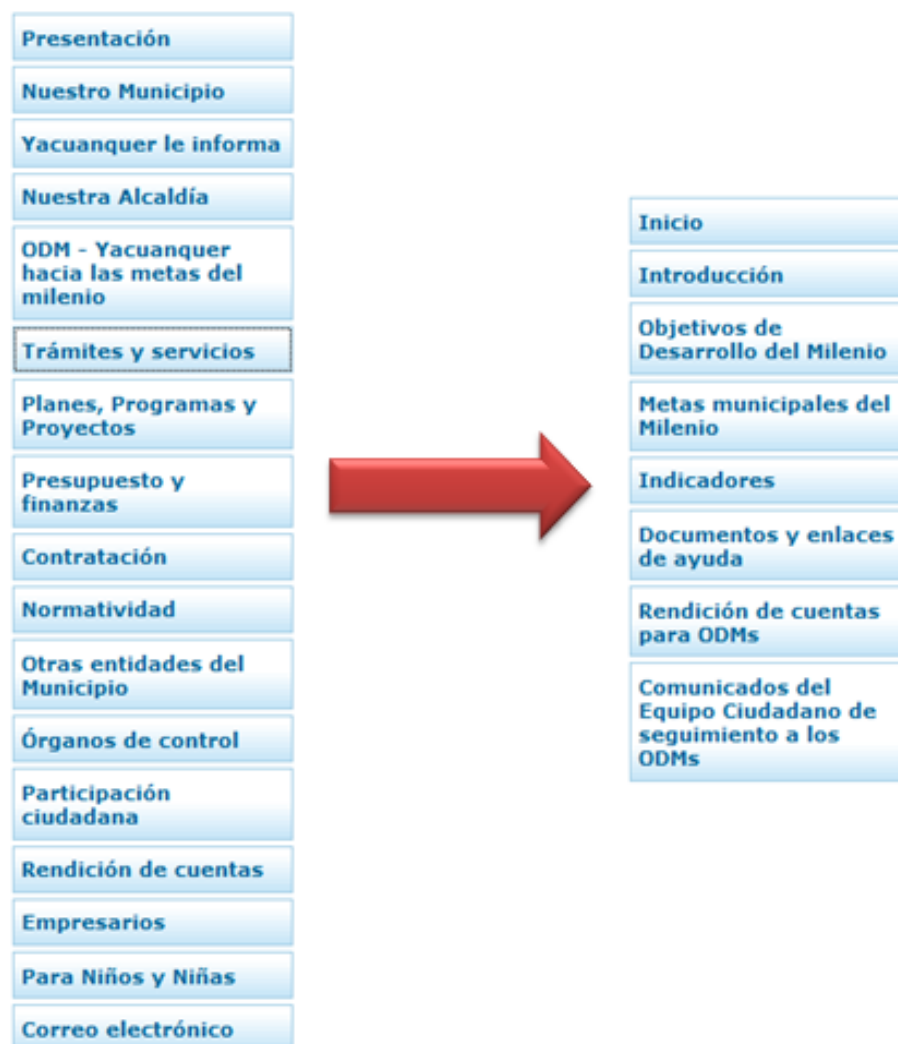 Presentación
Nuestro Municipio
Yacuanquer le informa
Nuestra Alcaldía
ODM - Yacuanquer
hacia las metas del
milenio
Trámites y servicios
Planes, Programas y
Proyectos
Presupuesto y
finanzas
Contratación
Normatividad
Otras entidades del
Municipio
Órganos de control
Participación
ciudadana
Rendición de cuentas
Empresarios
Para Niños y Niñas
Correo electrónico
Inicio
Introducción
Objetivos de
Desarrollo del Milenio
Metas municipales del
Milenio
Indicadores
Documentos y enlaces
de ayuda
Rendición de cuentas
para ODMs
Comunicados del
Equipo Ciudadano de
seguimiento a los
ODMs